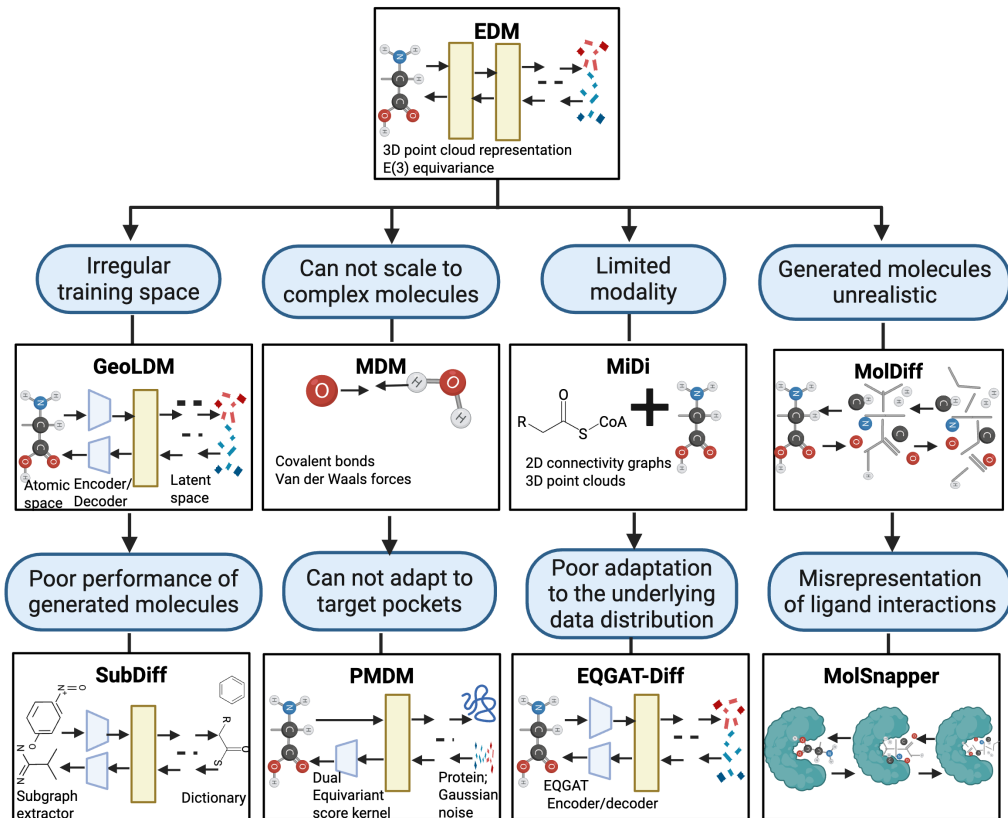 EDM
3D point cloud representation
E(3) equivariance
Irregular
training space
Can not scale to
complex molecules
Limited
modality
Generated molecules
unrealistic
GeoLDM
Atomic
space
Encoder/
Decoder
Latent
space
MDM
O
H
O
H
Covalent bonds
Van der Waals forces
MiDi
R
O
S
CoA
2D connectivity graphs
3D point clouds
MolDiff
Poor performance of
generated molecules
Can not adapt to
target pockets
Poor adaptation
to the underlying
data distribution
Misrepresentation
of ligand interactions
SubDiff
Subgraph
extractor
R
O
S
Dictionary
PMDM
Dual
Equivariant
score kernel
Protein;
Gaussian
noise
EQGAT-Diff
EQGAT
Encoder/decoder
MolSnapper